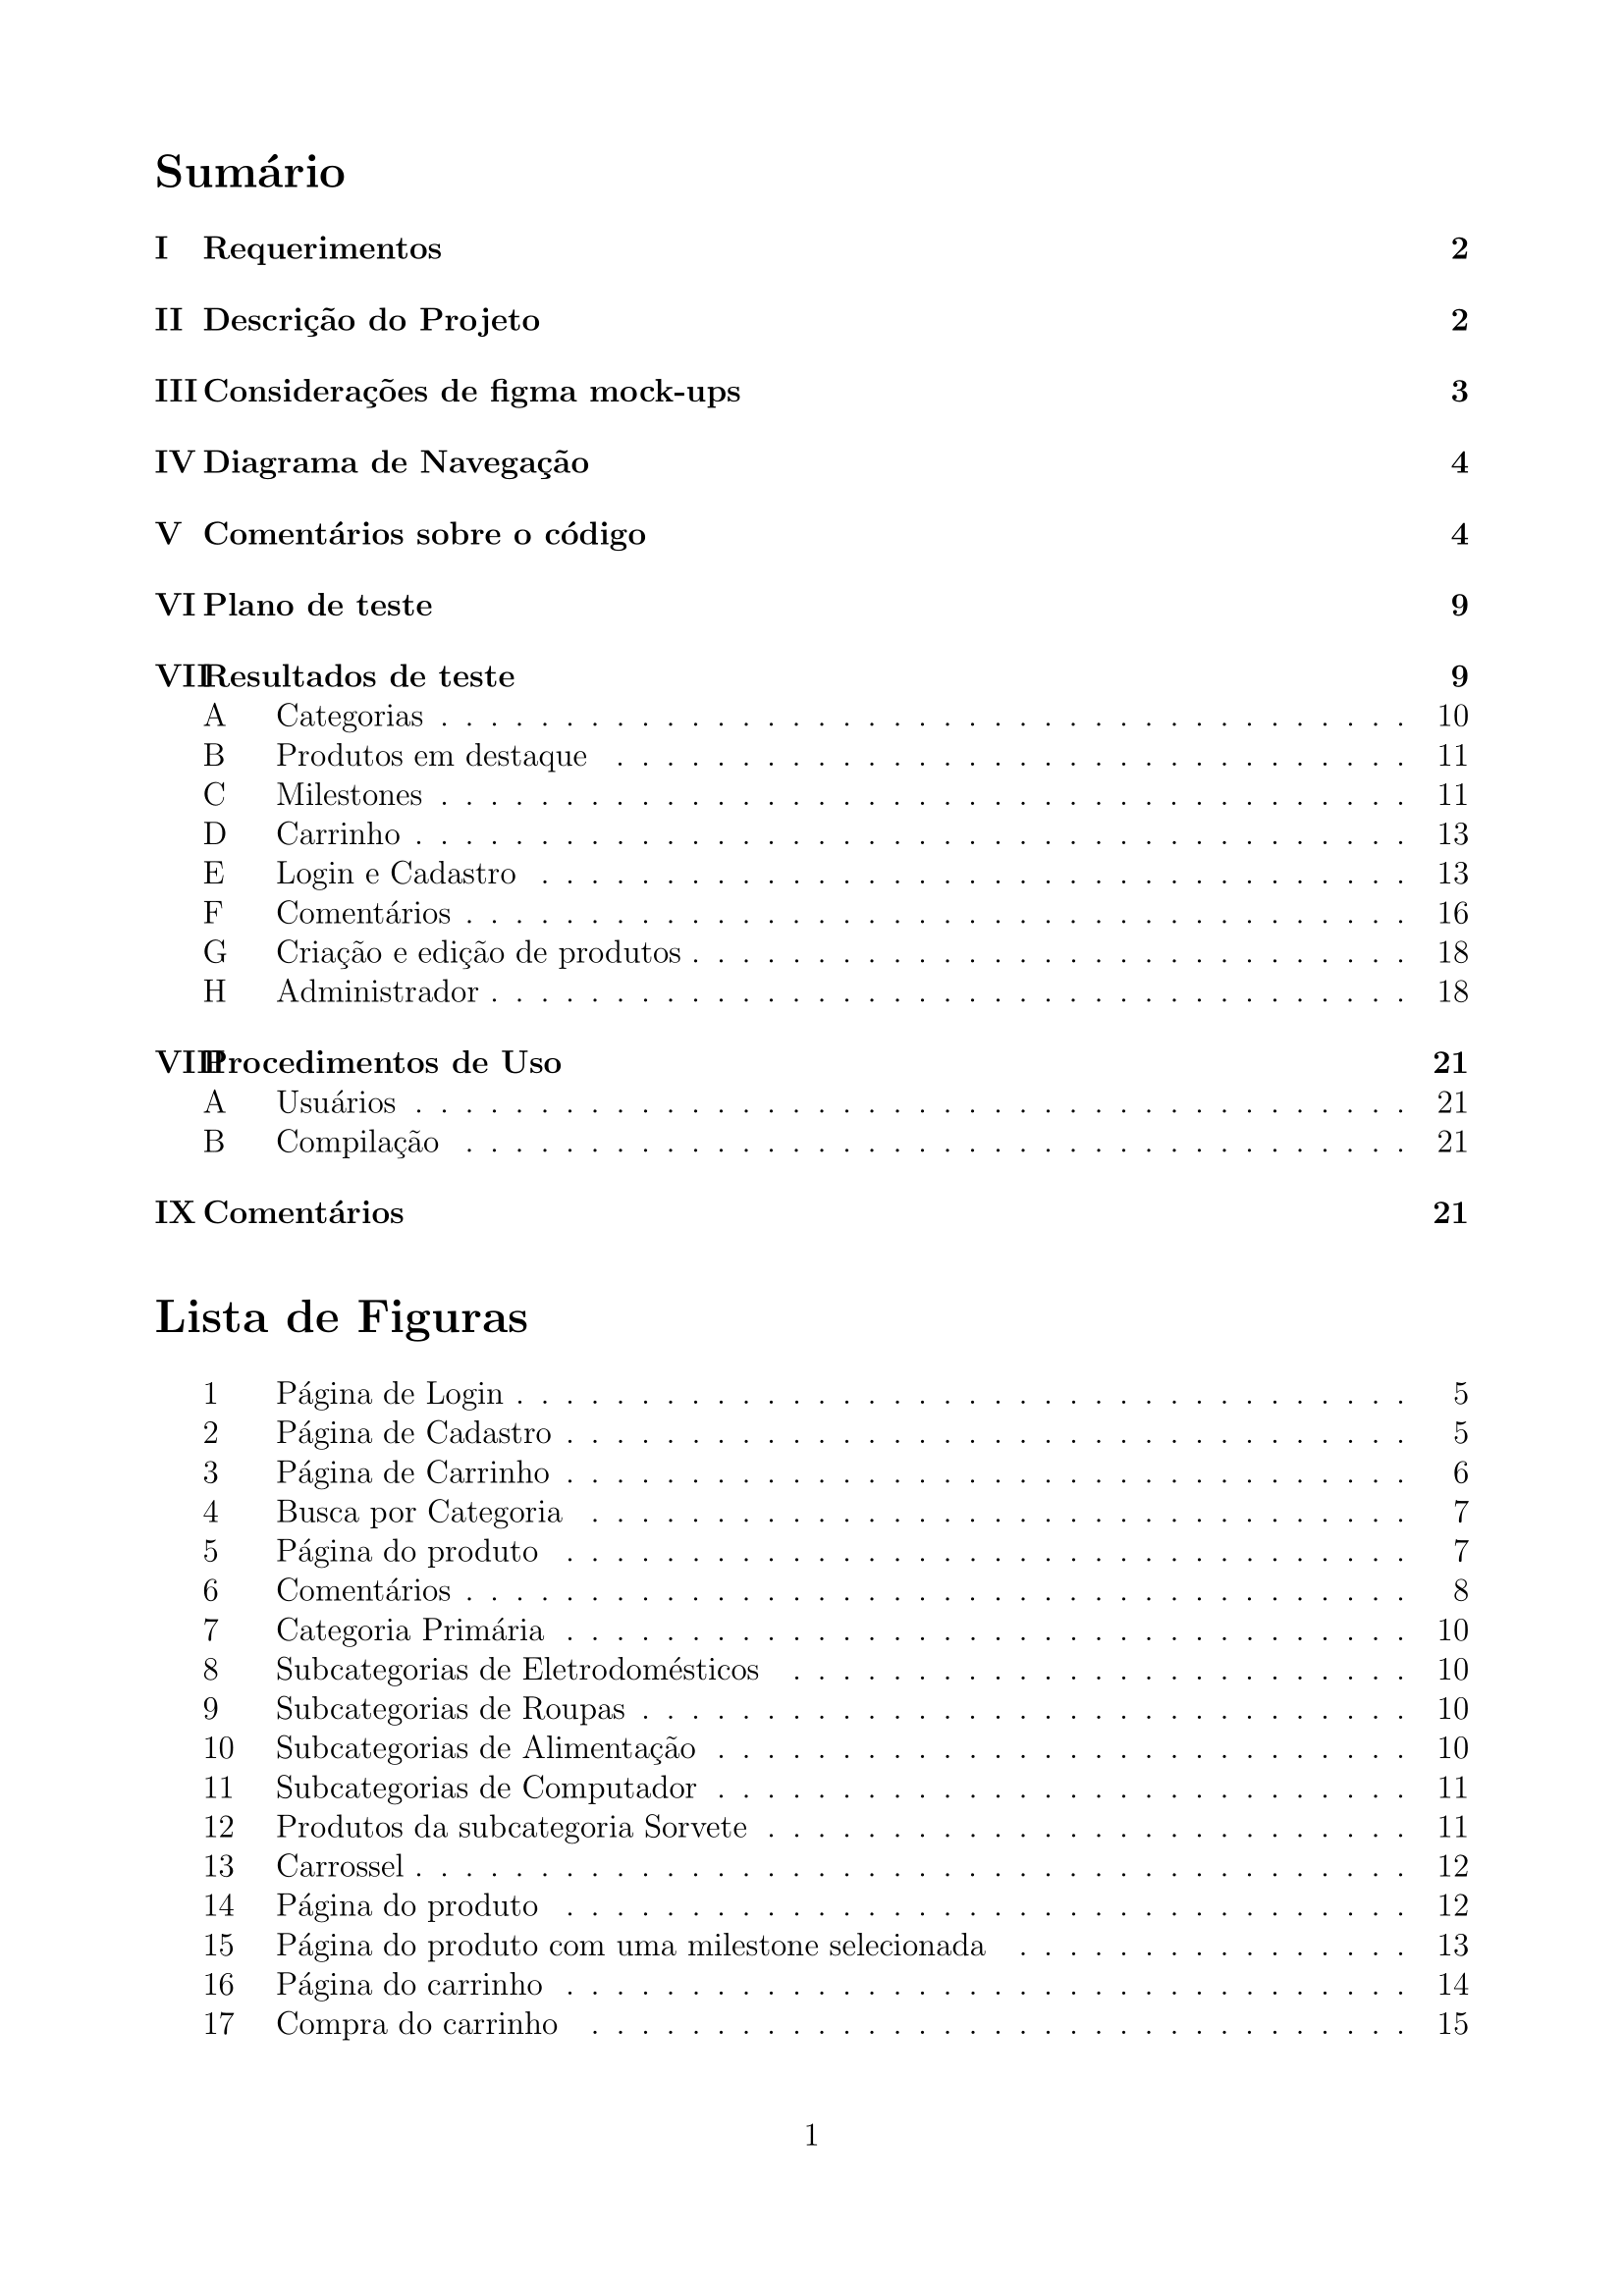 Sumário
I Requerimentos 2
II Descrição do Projeto 2
III Considerações de figma mock-ups 3
IV Diagrama de Navegação 4
V Comentários sobre o código 4
VI Plano de teste 9
VII Resultados de teste 9
A Categorias . . . . . . . . . . . . . . . . . . . . . . . . . . . . . . . . . . . . . . . 10
B Produtos em destaque . . . . . . . . . . . . . . . . . . . . . . . . . . . . . . . . 11
C Milestones . . . . . . . . . . . . . . . . . . . . . . . . . . . . . . . . . . . . . . . 11
D Carrinho . . . . . . . . . . . . . . . . . . . . . . . . . . . . . . . . . . . . . . . . 13
E Login e Cadastro . . . . . . . . . . . . . . . . . . . . . . . . . . . . . . . . . . . 13
F Comentários . . . . . . . . . . . . . . . . . . . . . . . . . . . . . . . . . . . . . . 16
G Criação e edição de produtos . . . . . . . . . . . . . . . . . . . . . . . . . . . . . 18
H Administrador . . . . . . . . . . . . . . . . . . . . . . . . . . . . . . . . . . . . . 18
VIII Procedimentos de Uso 21
A Usuários . . . . . . . . . . . . . . . . . . . . . . . . . . . . . . . . . . . . . . . . 21
B Compilação . . . . . . . . . . . . . . . . . . . . . . . . . . . . . . . . . . . . . . 21
IX Comentários 21
Lista de Figuras
1 Página de Login . . . . . . . . . . . . . . . . . . . . . . . . . . . . . . . . . . . . 5
2 Página de Cadastro . . . . . . . . . . . . . . . . . . . . . . . . . . . . . . . . . . 5
3 Página de Carrinho . . . . . . . . . . . . . . . . . . . . . . . . . . . . . . . . . . 6
4 Busca por Categoria . . . . . . . . . . . . . . . . . . . . . . . . . . . . . . . . . 7
5 Página do produto . . . . . . . . . . . . . . . . . . . . . . . . . . . . . . . . . . 7
6 Comentários . . . . . . . . . . . . . . . . . . . . . . . . . . . . . . . . . . . . . . 8
7 Categoria Primária . . . . . . . . . . . . . . . . . . . . . . . . . . . . . . . . . . 10
8 Subcategorias de Eletrodomésticos . . . . . . . . . . . . . . . . . . . . . . . . . 10
9 Subcategorias de Roupas . . . . . . . . . . . . . . . . . . . . . . . . . . . . . . . 10
10 Subcategorias de Alimentação . . . . . . . . . . . . . . . . . . . . . . . . . . . . 10
11 Subcategorias de Computador . . . . . . . . . . . . . . . . . . . . . . . . . . . . 11
12 Produtos da subcategoria Sorvete . . . . . . . . . . . . . . . . . . . . . . . . . . 11
13 Carrossel . . . . . . . . . . . . . . . . . . . . . . . . . . . . . . . . . . . . . . . . 12
14 Página do produto . . . . . . . . . . . . . . . . . . . . . . . . . . . . . . . . . . 12
15 Página do produto com uma milestone selecionada . . . . . . . . . . . . . . . . 13
16 Página do carrinho . . . . . . . . . . . . . . . . . . . . . . . . . . . . . . . . . . 14
17 Compra do carrinho . . . . . . . . . . . . . . . . . . . . . . . . . . . . . . . . . 15
1